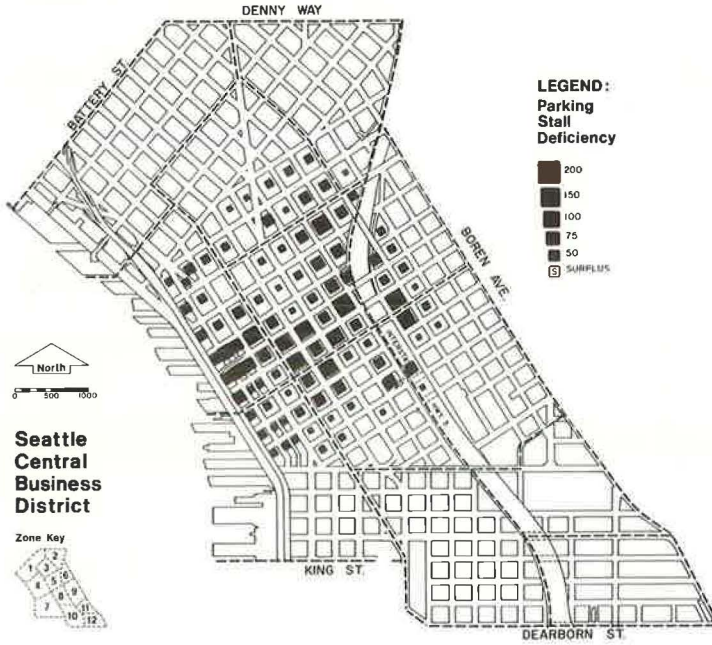 DENNY WAY
BATTERY ST.
LEGEND:
Parking
Stall
Deficiency
200
150
100
75
50
S SURPLUS
BOREN AVE.
INTERSTATE
North
0 500 1000
Seattle
Central
Business
District
Zone Key
1 2 3 4 5 6 7 8 9 10 11 12
KING ST.
DEARBORN ST.